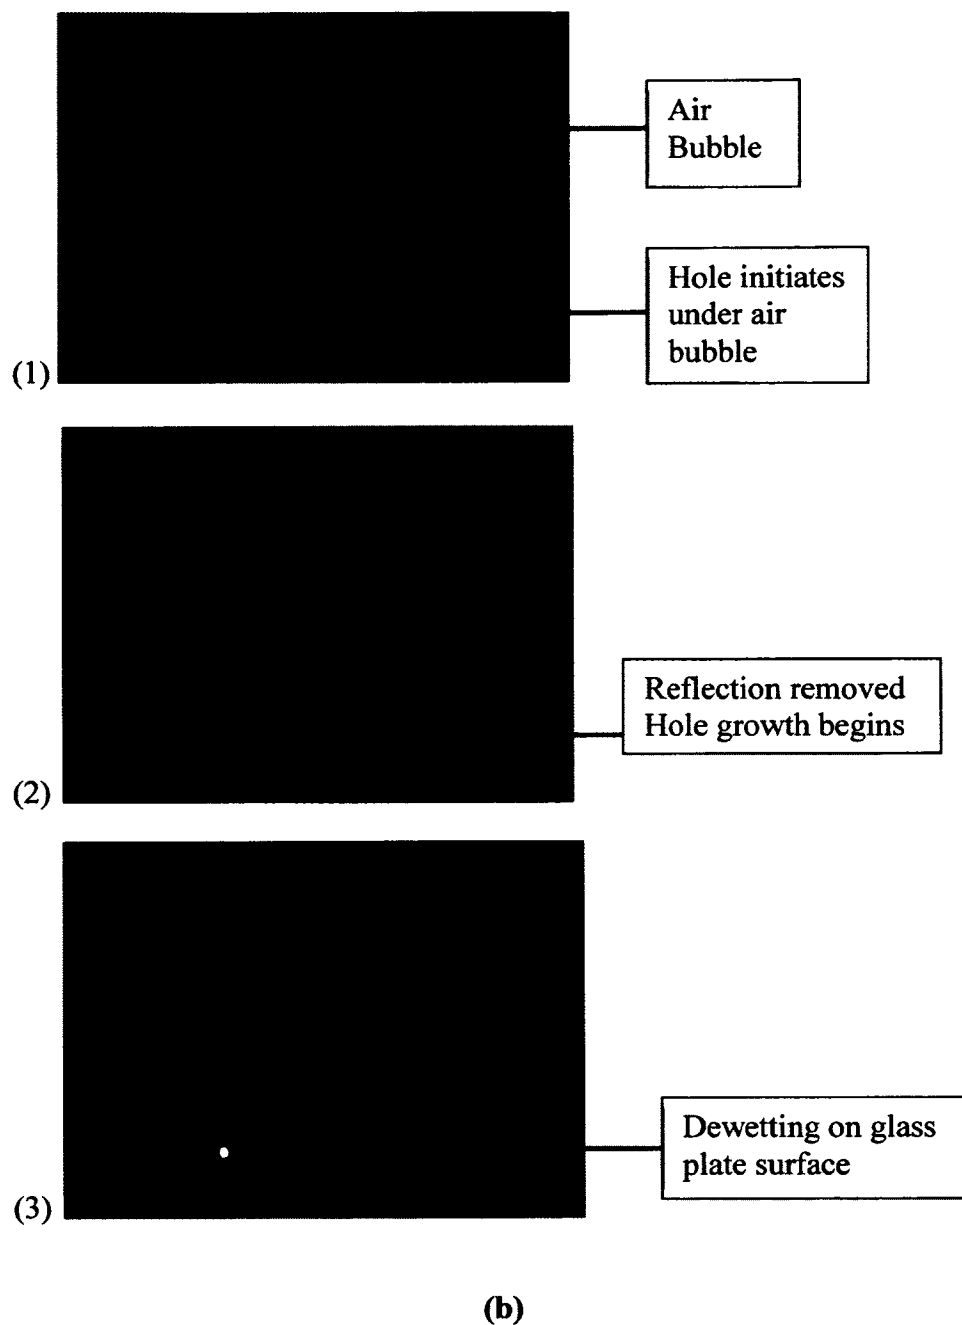 Air
Bubble
Hole initiates
under air
bubble
(1)
Reflection removed
Hole growth begins
(2)
Dewetting on glass
plate surface
(3)
(b)